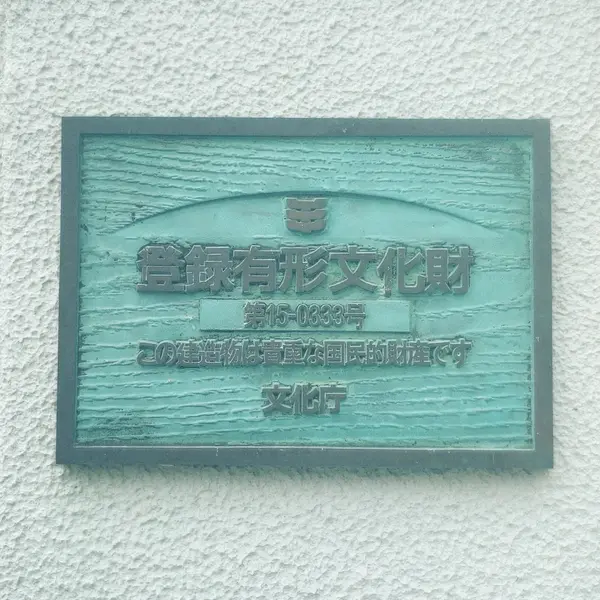 登録有形文化財
第15-0333号
この建造物は貴重な国民的財産です
文化庁